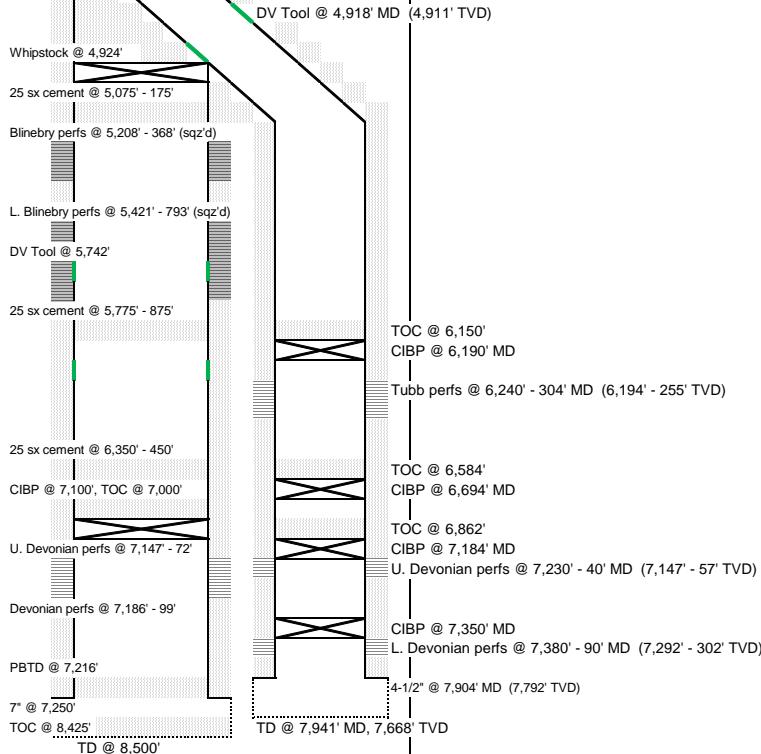 DV Tool @ 4,918' MD (4,911' TVD)
Whipstock @ 4,924'
25 sx cement @ 5,075' - 175'
Blinebry perfs @ 5,208' - 368' (sqz'd)
L. Blinebry perfs @ 5,421' - 793' (sqz'd)
DV Tool @ 5,742'
25 sx cement @ 5,775' - 875'
TOC @ 6,150'
CIBP @ 6,190' MD
Tubb perfs @ 6,240' - 304' MD (6,194' - 255' TVD)
25 sx cement @ 6,350' - 450'
TOC @ 6,584'
CIBP @ 7,100', TOC @ 7,000'
CIBP @ 6,694' MD
TOC @ 6,862'
U. Devonian perfs @ 7,147' - 72'
CIBP @ 7,184' MD
U. Devonian perfs @ 7,230' - 40' MD (7,147' - 57' TVD)
Devonian perfs @ 7,186' - 99'
CIBP @ 7,350' MD
L. Devonian perfs @ 7,380' - 90' MD (7,292' - 302' TVD)
PBTD @ 7,216'
4-1/2" @ 7,904' MD (7,792' TVD)
7" @ 7,250'
TOC @ 8,425'
TD @ 7,941' MD, 7,668' TVD
TD @ 8,500'